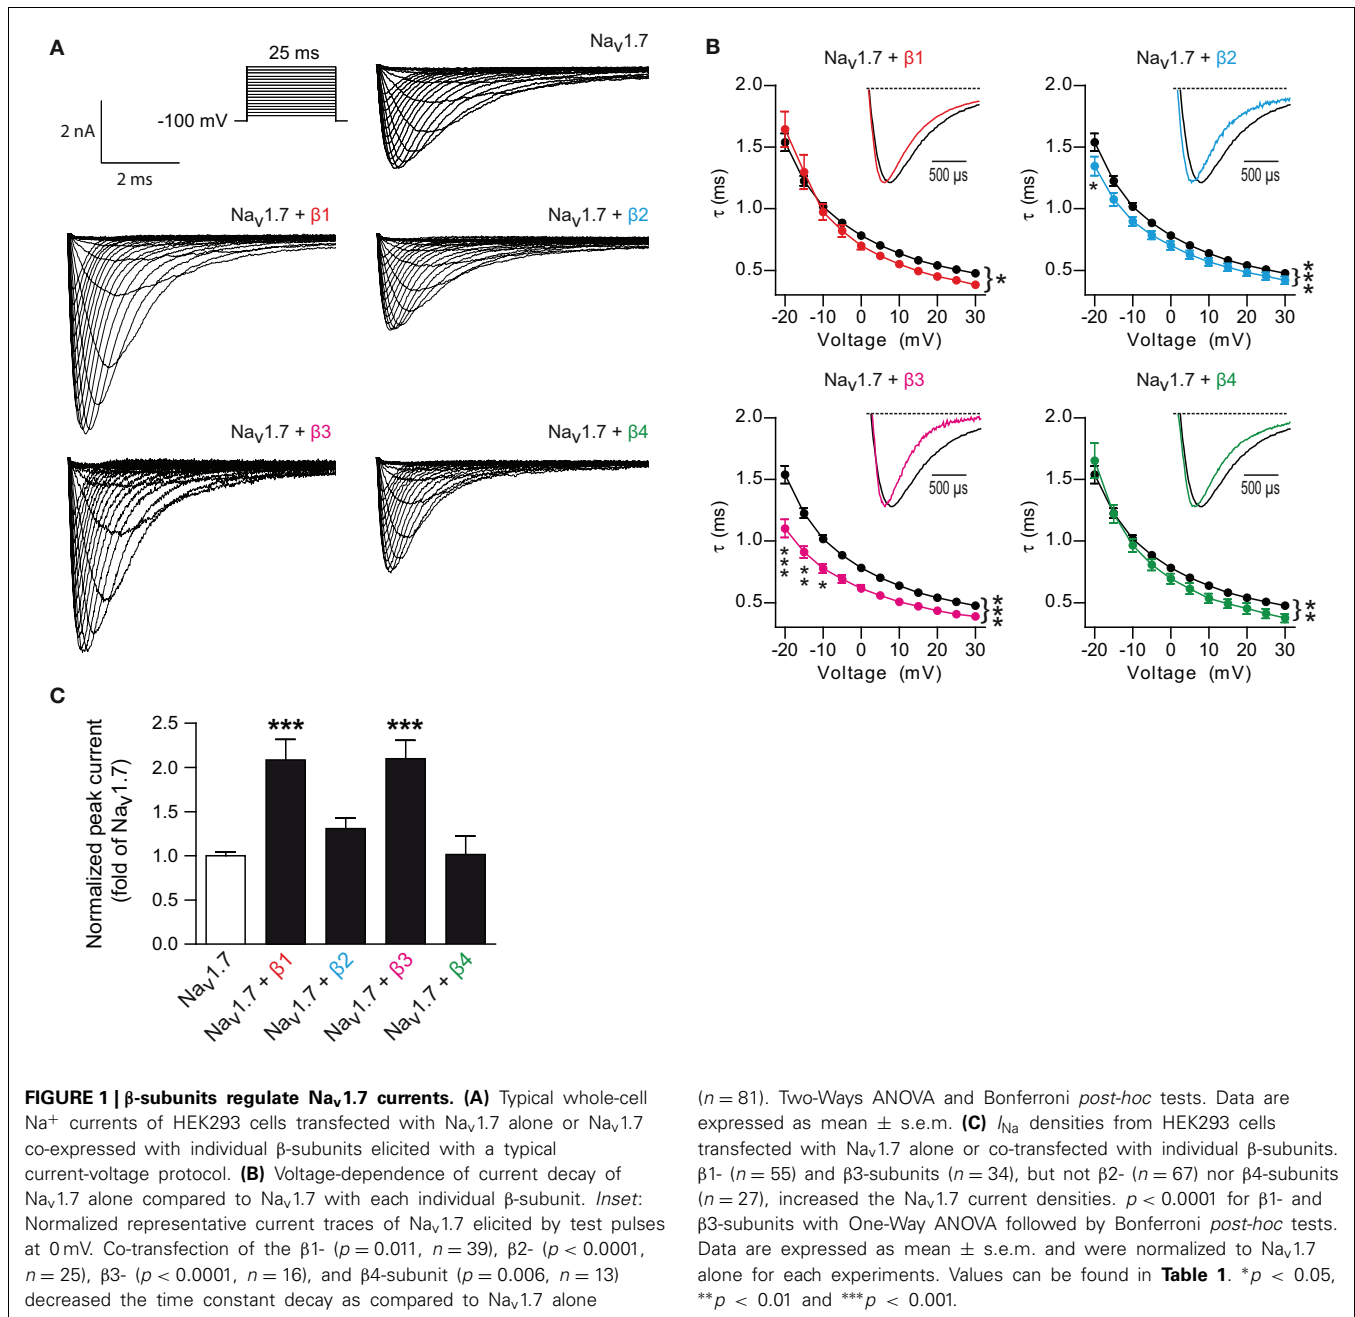 A
25 ms
-100 mV
2 nA
2 ms
Nav1.7
Nav1.7 + β1
Nav1.7 + β2
Nav1.7 + β3
Nav1.7 + β4
B
Nav1.7 + β1
2.0
1.5
1.0
0.5
τ (ms)
500 µs
*
-20 -10 0 10 20 30
Voltage (mV)
Nav1.7 + β2
2.0
1.5
1.0
0.5
τ (ms)
500 µs
*
***
-20 -10 0 10 20 30
Voltage (mV)
Nav1.7 + β3
2.0
1.5
1.0
0.5
τ (ms)
500 µs
***
**
*
***
-20 -10 0 10 20 30
Voltage (mV)
Nav1.7 + β4
2.0
1.5
1.0
0.5
τ (ms)
500 µs
**
-20 -10 0 10 20 30
Voltage (mV)
C
Normalized peak current
(fold of Nav1.7)
2.5
2.0
1.5
1.0
0.5
0.0
***
***
Nav1.7
Nav1.7 + β1
Nav1.7 + β2
Nav1.7 + β3
Nav1.7 + β4
FIGURE 1 | β-subunits regulate Nav1.7 currents. (A) Typical whole-cell
Na+ currents of HEK293 cells transfected with Nav1.7 alone or Nav1.7
co-expressed with individual β-subunits elicited with a typical
current-voltage protocol. (B) Voltage-dependence of current decay of
Nav1.7 alone compared to Nav1.7 with each individual β-subunit. Inset:
Normalized representative current traces of Nav1.7 elicited by test pulses
at 0 mV. Co-transfection of the β1- (p = 0.011, n = 39), β2- (p < 0.0001,
n = 25), β3- (p < 0.0001, n = 16), and β4-subunit (p = 0.006, n = 13)
decreased the time constant decay as compared to Nav1.7 alone
(n = 81). Two-Ways ANOVA and Bonferroni post-hoc tests. Data are
expressed as mean ± s.e.m. (C) INa densities from HEK293 cells
transfected with Nav1.7 alone or co-transfected with individual β-subunits.
β1- (n = 55) and β3-subunits (n = 34), but not β2- (n = 67) nor β4-subunits
(n = 27), increased the Nav1.7 current densities. p < 0.0001 for β1- and
β3-subunits with One-Way ANOVA followed by Bonferroni post-hoc tests.
Data are expressed as mean ± s.e.m. and were normalized to Nav1.7
alone for each experiments. Values can be found in Table 1. *p < 0.05,
**p < 0.01 and ***p < 0.001.